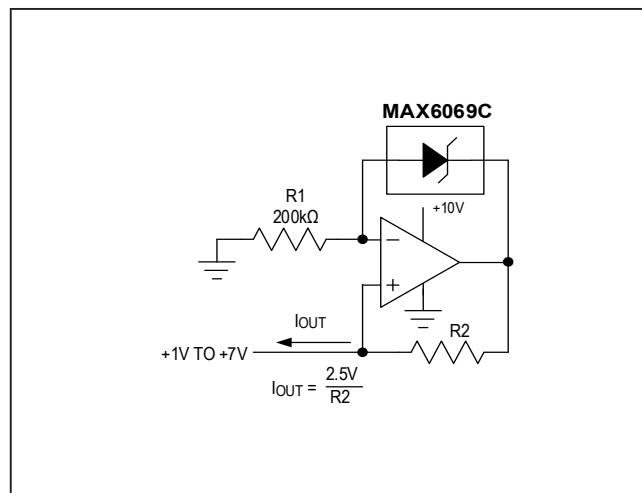 MAX6069C
R1
200kΩ
+10V
−
+
IOUT
R2
+1V TO +7V
IOUT = 2.5V
R2